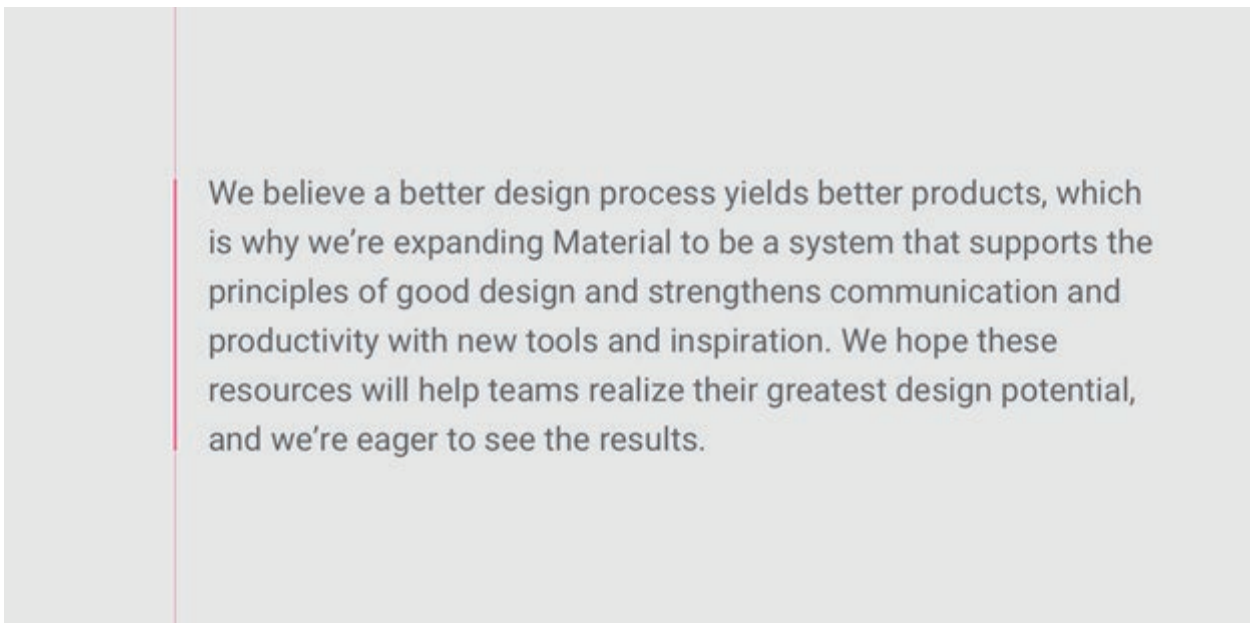 We believe a better design process yields better products, which
is why we’re expanding Material to be a system that supports the
principles of good design and strengthens communication and
productivity with new tools and inspiration. We hope these
resources will help teams realize their greatest design potential,
and we’re eager to see the results.